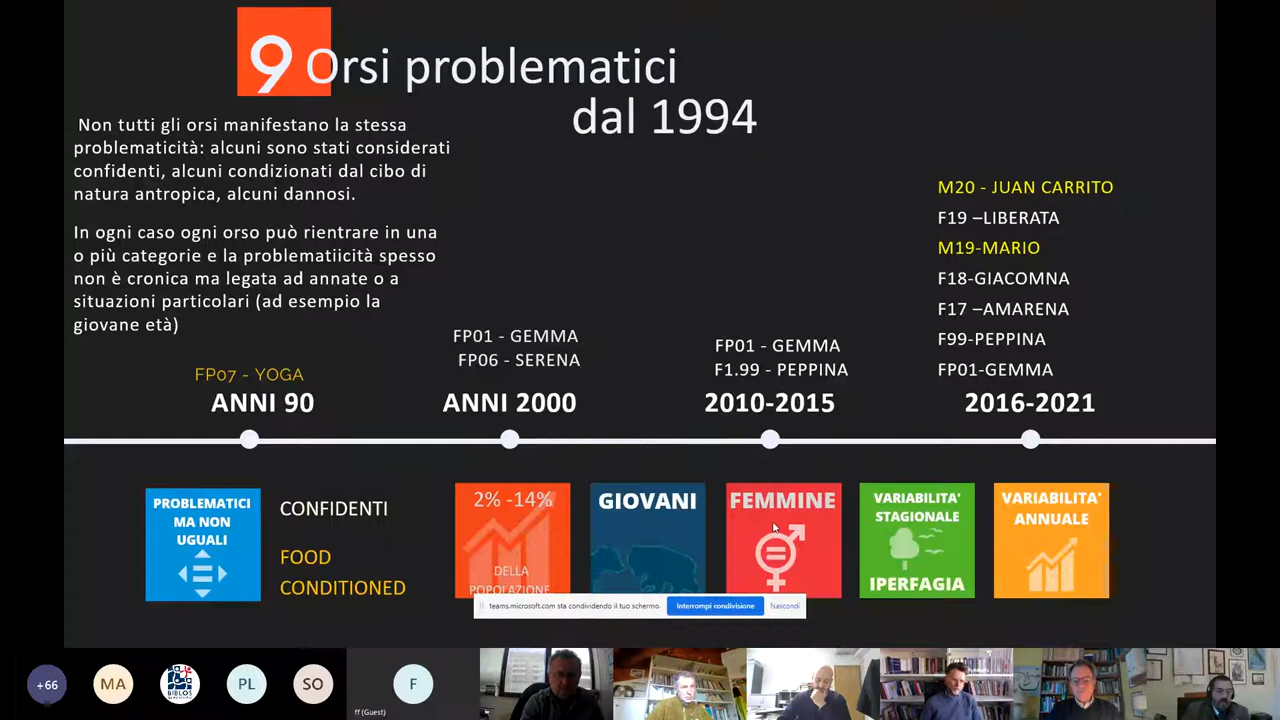 9 Orsi problematici
dal 1994
Non tutti gli orsi manifestano la stessa
problematicità: alcuni sono stati considerati
confidenti, alcuni condizionati dal cibo di
natura antropica, alcuni dannosi.
In ogni caso ogni orso può rientrare in una
o più categorie e la problematiicità spesso
non è cronica ma legata ad annate o a
situazioni particolari (ad esempio la
giovane età)
FP07 - YOGA
ANNI 90
FP01 - GEMMA
FP06 - SERENA
ANNI 2000
FP01 - GEMMA
F1.99 - PEPPINA
2010-2015
M20 - JUAN CARRITO
F19 –LIBERATA
M19-MARIO
F18-GIACOMNA
F17 –AMARENA
F99-PEPPINA
FP01-GEMMA
2016-2021
PROBLEMATICI
MA NON
UGUALI
CONFIDENTI
FOOD
CONDITIONED
2% -14%
DELLA
POPOLAZIONE
GIOVANI
FEMMINE
VARIABILITA'
STAGIONALE
IPERFAGIA
VARIABILITA'
ANNUALE
teams.microsoft.com sta condividendo il tuo schermo.
Interrompi condivisione
Nascondi
+66
MA
BIBLOS
PL
SO
F
ff (Guest)